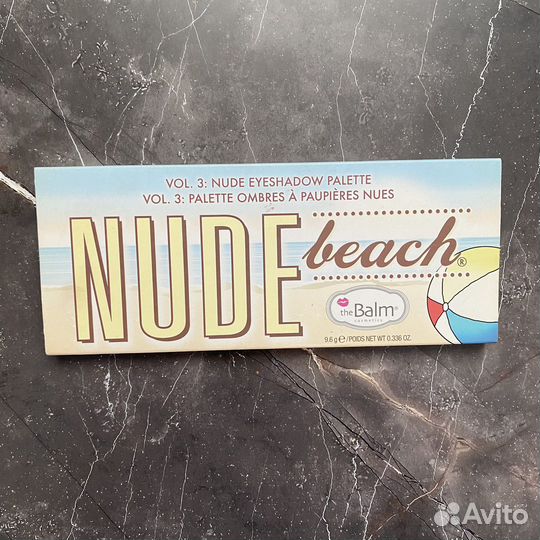 VOL. 3: NUDE EYESHADOW PALETTE
VOL. 3: PALETTE OMBRES À PAUPIÈRES NUES
NUDE beach®
theBalm®
cosmetics
9.6 g e/POIDS NET WT 0.336 OZ.
Avito